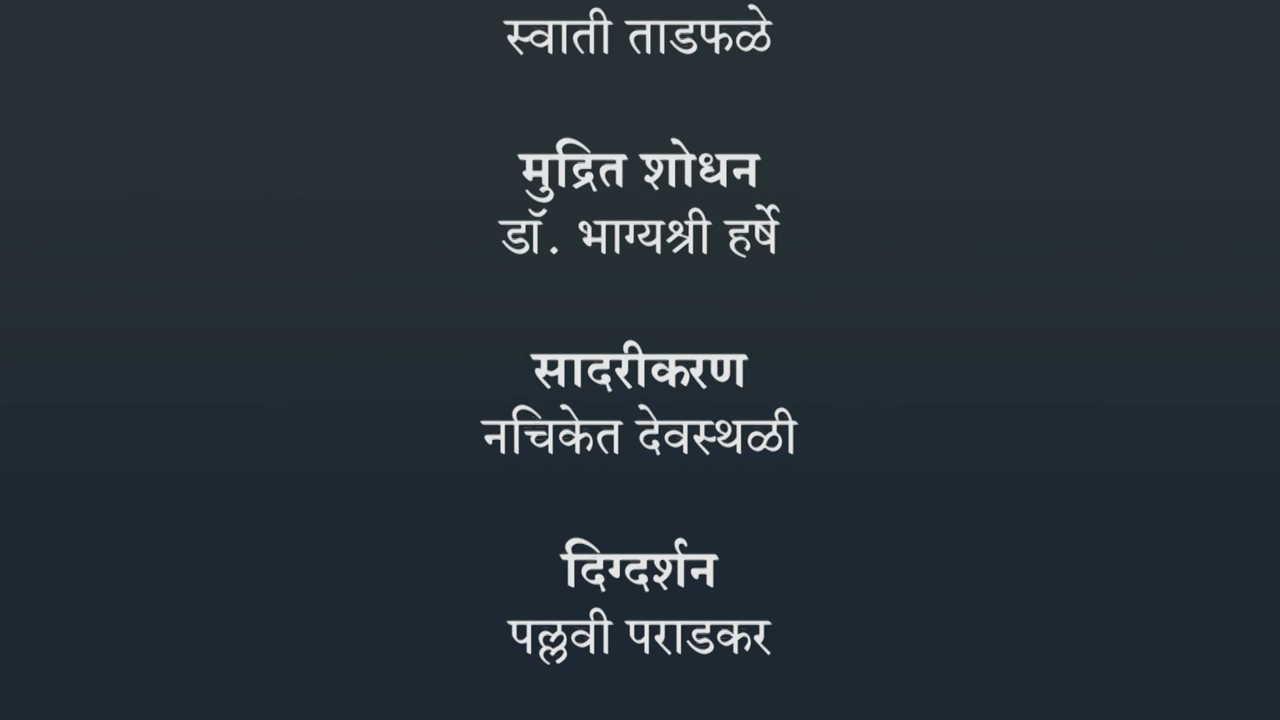 स्वाती ताडफळे
मुद्रित शोधन
डॉ. भाग्यश्री हर्षे
सादरीकरण
नचिकेत देवस्थळी
दिग्दर्शन
पल्लवी पराडकर